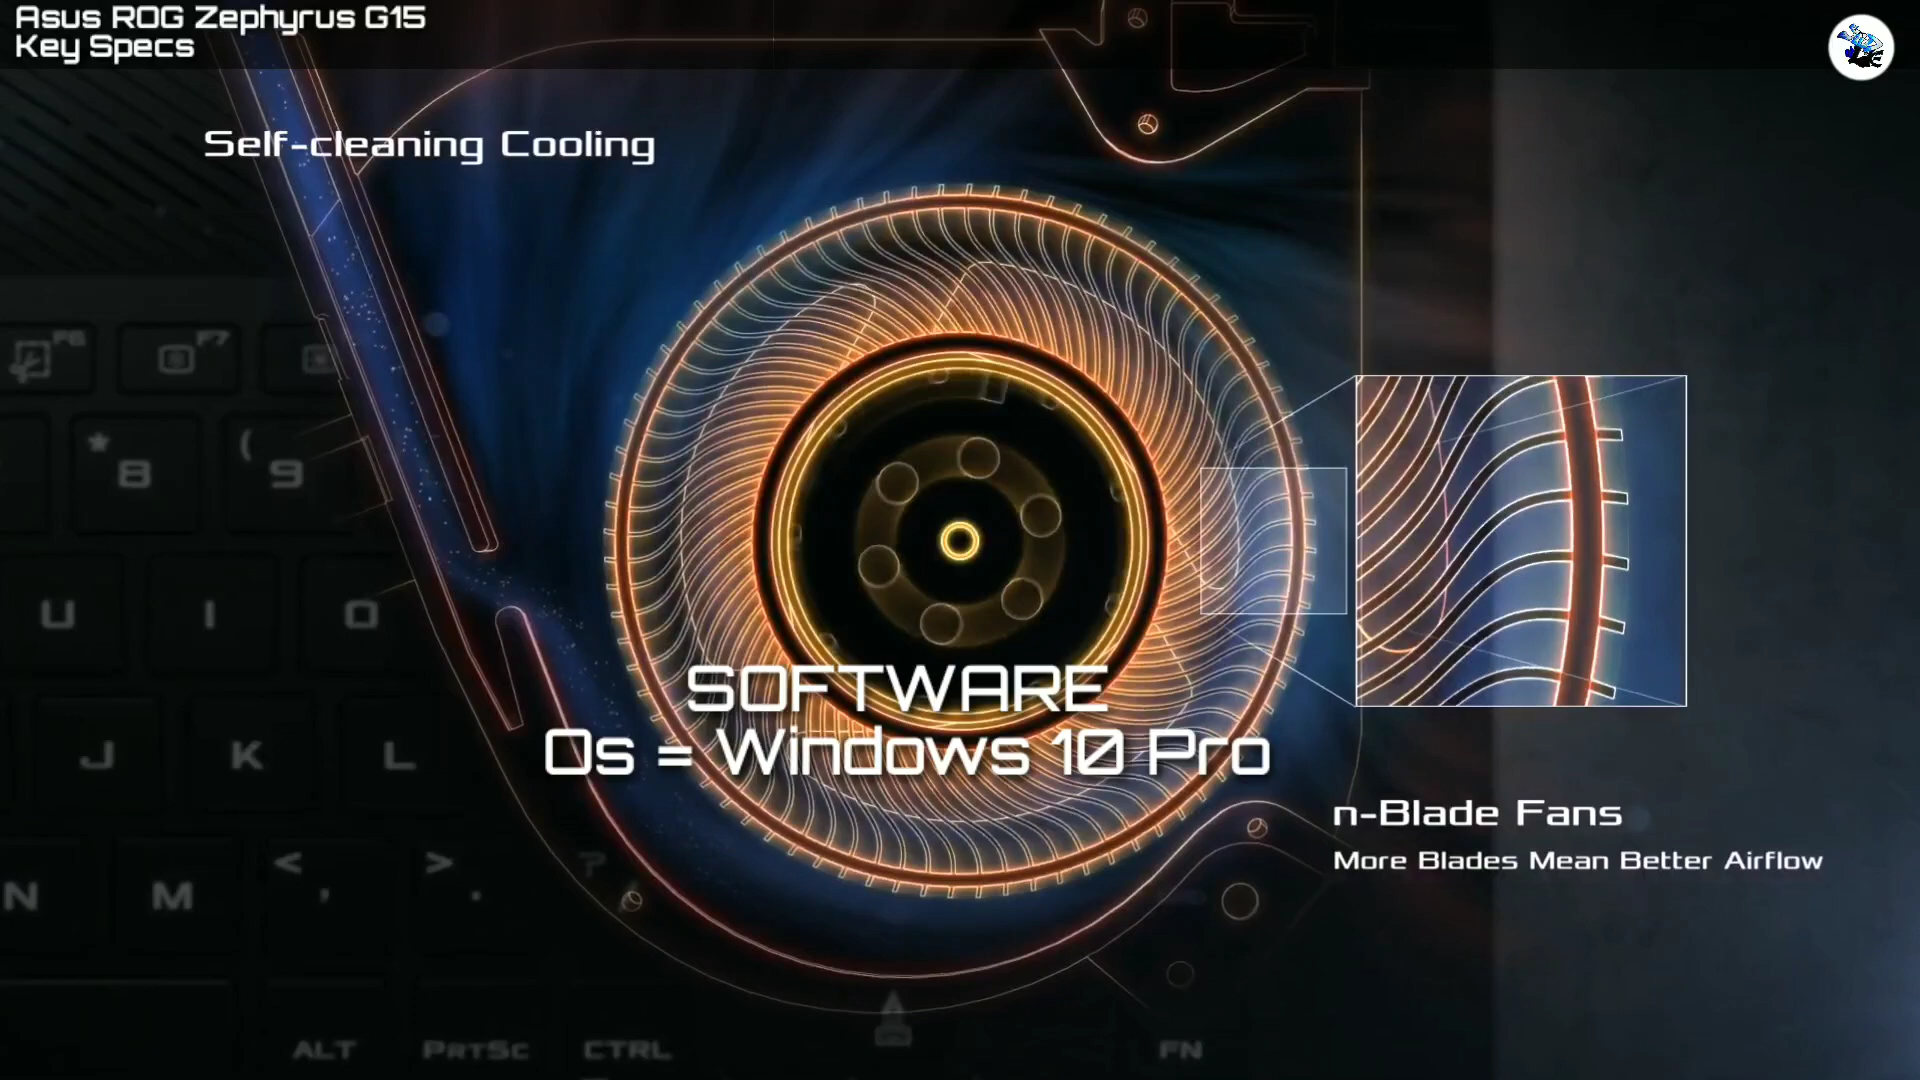 Asus ROG Zephyrus G15
Key Specs
Self-cleaning Cooling
F6
F7
*
8
(
9
U
I
O
J
K
L
SOFTWARE
Os = Windows 10 Pro
n-Blade Fans
More Blades Mean Better Airflow
N
M
<
,
>
.
?
ALT
PRTSC
CTRL
FN